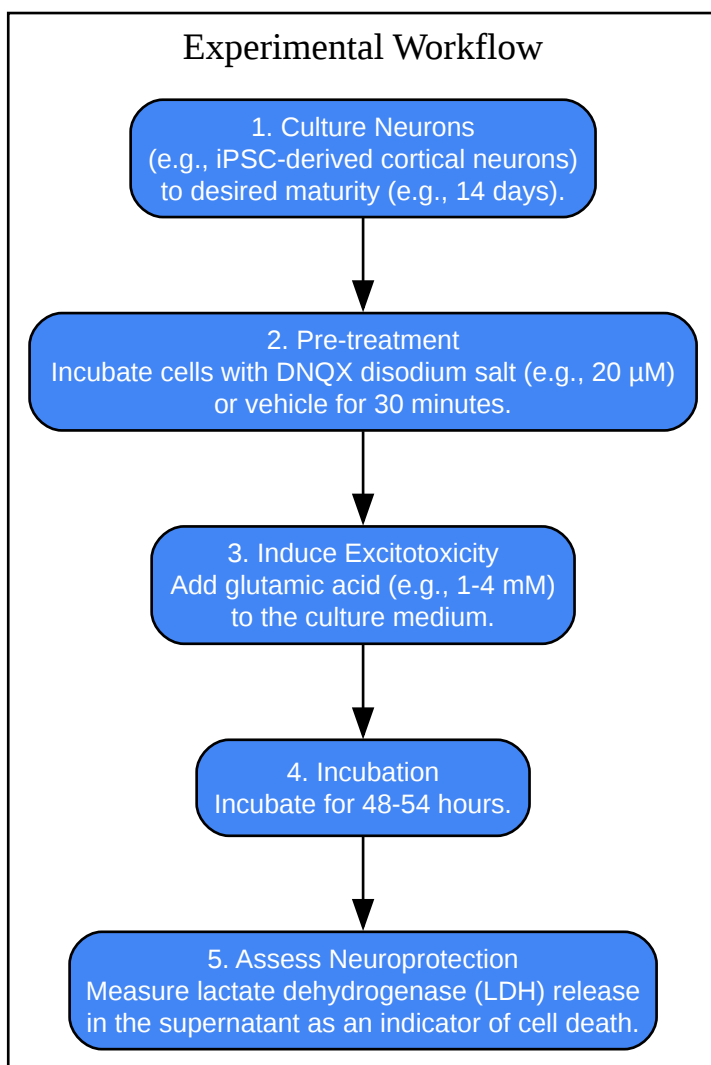 Experimental Workflow
1. Culture Neurons
(e.g., iPSC-derived cortical neurons)
to desired maturity (e.g., 14 days).
2. Pre-treatment
Incubate cells with DNQX disodium salt (e.g., 20 µM)
or vehicle for 30 minutes.
3. Induce Excitotoxicity
Add glutamic acid (e.g., 1-4 mM)
to the culture medium.
4. Incubation
Incubate for 48-54 hours.
5. Assess Neuroprotection
Measure lactate dehydrogenase (LDH) release
in the supernatant as an indicator of cell death.